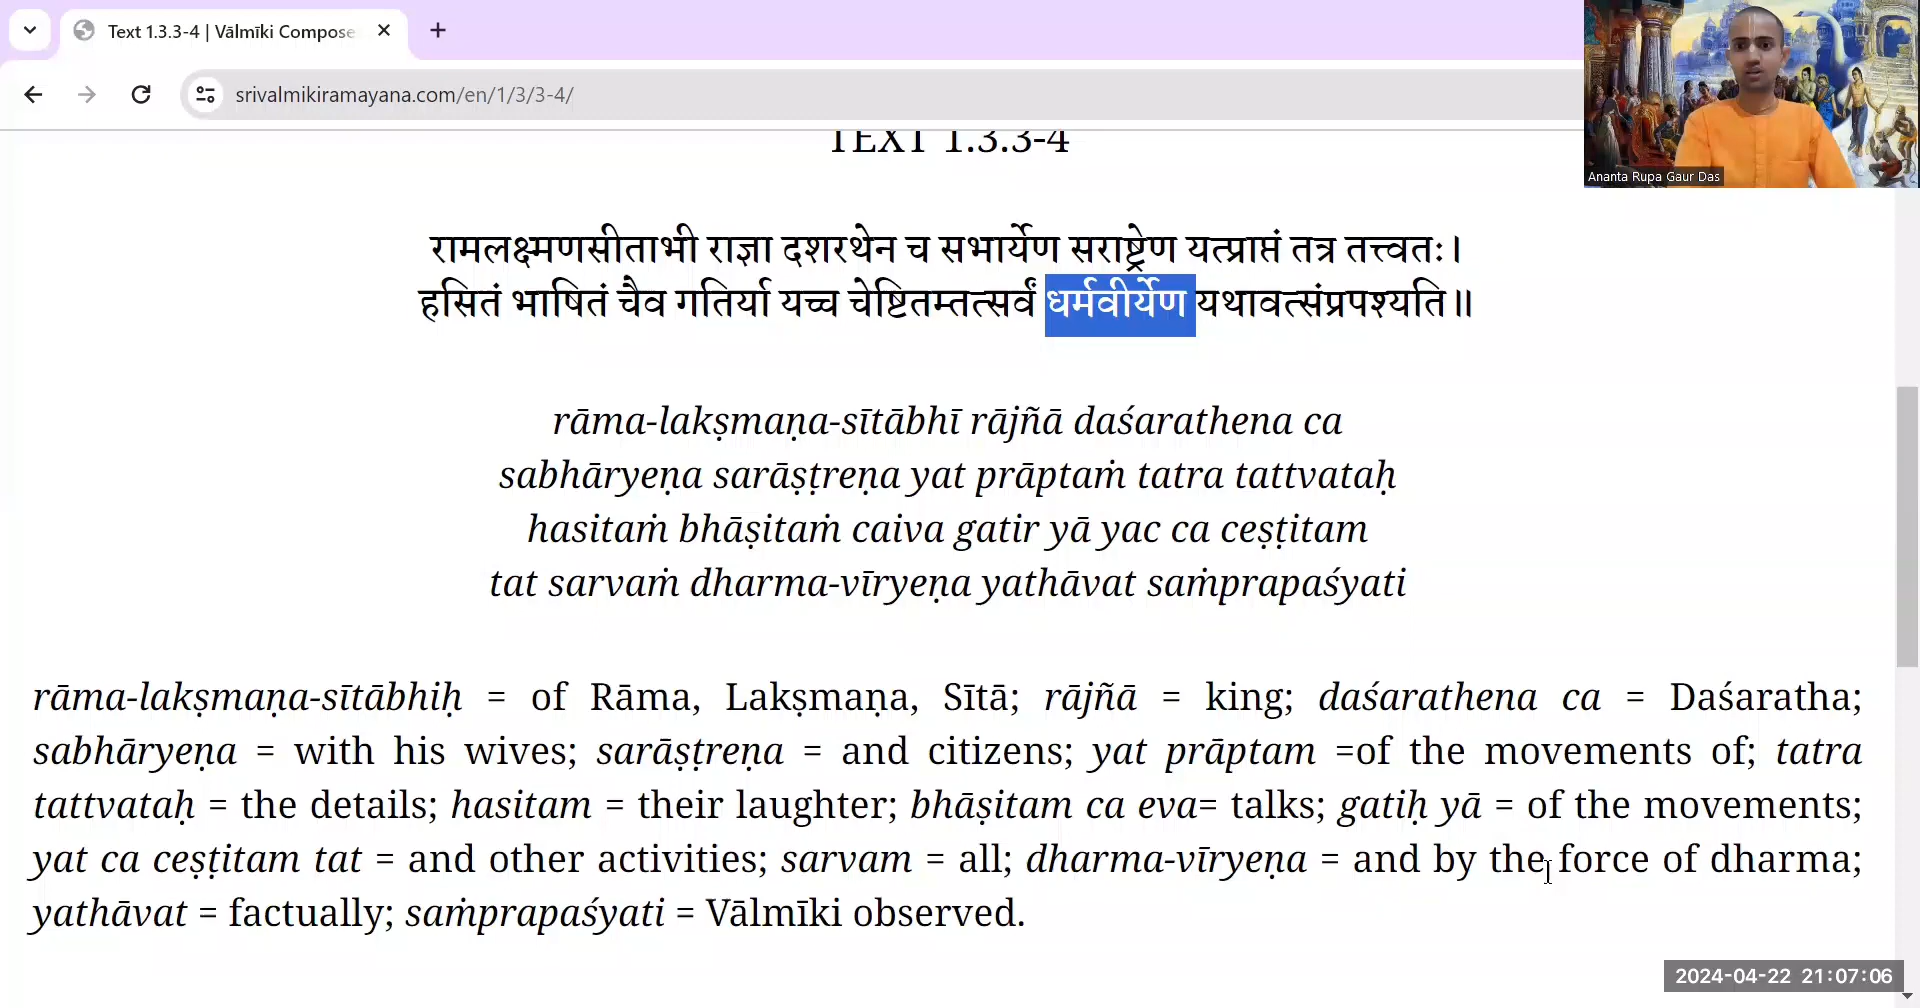 Text 1.3.3-4 | Vālmīki Compose
srivalmikiramayana.com/en/1/3/3-4/
Ananta Rupa Gaur Das
TEXT 1.3.3-4
रामलक्ष्मणसीताभी राज्ञा दशरथेन च सभार्येण सराष्ट्रेण यत्प्राप्तं तत्र तत्त्वतः।
हसितं भाषितं चैव गतिर्या यच्च चेष्टितम्तत्सर्वं धर्मवीर्येण यथावत्संप्रपश्यति॥
rāma-lakṣmaṇa-sītābhī rājñā daśarathena ca
sabhāryeṇa sarāṣṭreṇa yat prāptaṁ tatra tattvataḥ
hasitaṁ bhāṣitaṁ caiva gatir yā yac ca ceṣṭitam
tat sarvaṁ dharma-vīryeṇa yathāvat saṁprapaśyati
rāma-lakṣmaṇa-sītābhiḥ = of Rāma, Lakṣmaṇa, Sītā; rājñā = king; daśarathena ca = Daśaratha;
sabhāryeṇa = with his wives; sarāṣṭreṇa = and citizens; yat prāptam =of the movements of; tatra
tattvataḥ = the details; hasitam = their laughter; bhāṣitam ca eva= talks; gatiḥ yā = of the movements;
yat ca ceṣṭitam tat = and other activities; sarvam = all; dharma-vīryeṇa = and by the force of dharma;
yathāvat = factually; saṁprapaśyati = Vālmīki observed.
2024-04-22 21:07:06